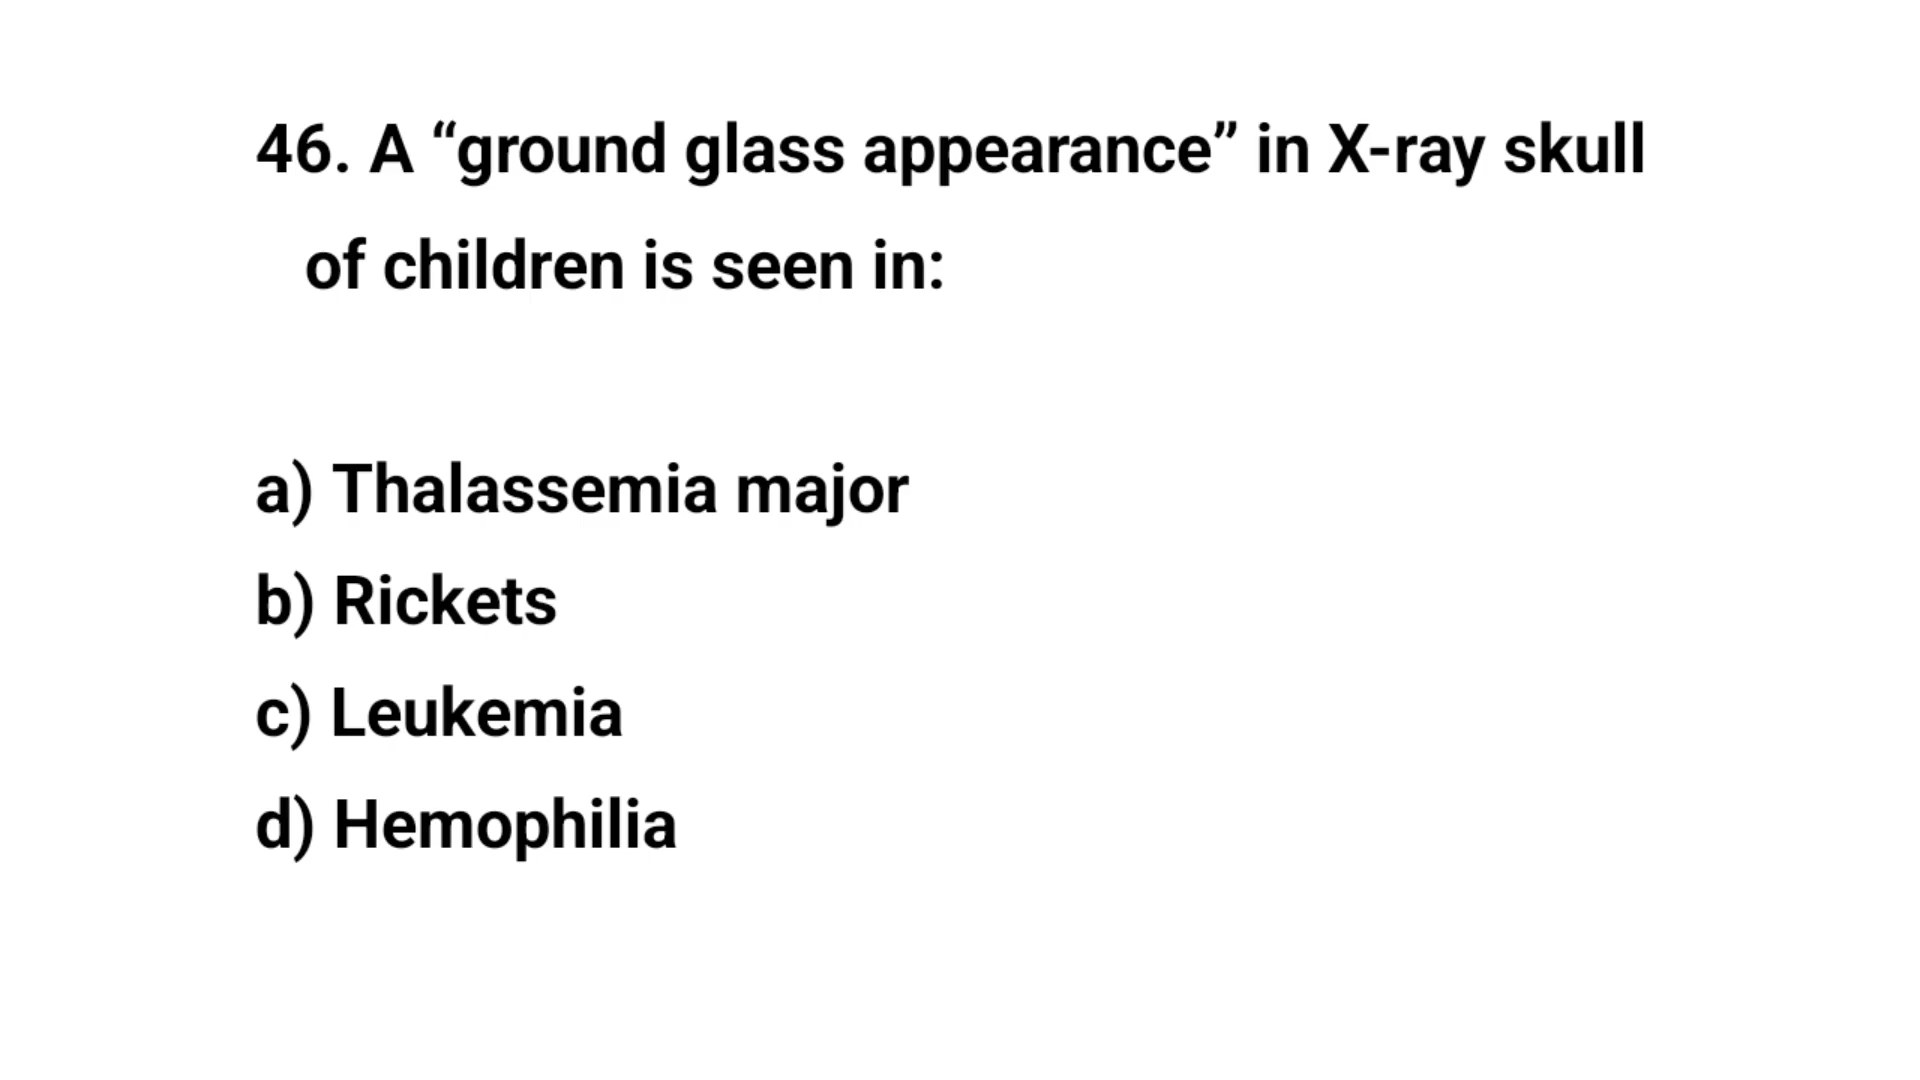 46. A “ground glass appearance” in X-ray skull
of children is seen in:
a) Thalassemia major
b) Rickets
c) Leukemia
d) Hemophilia